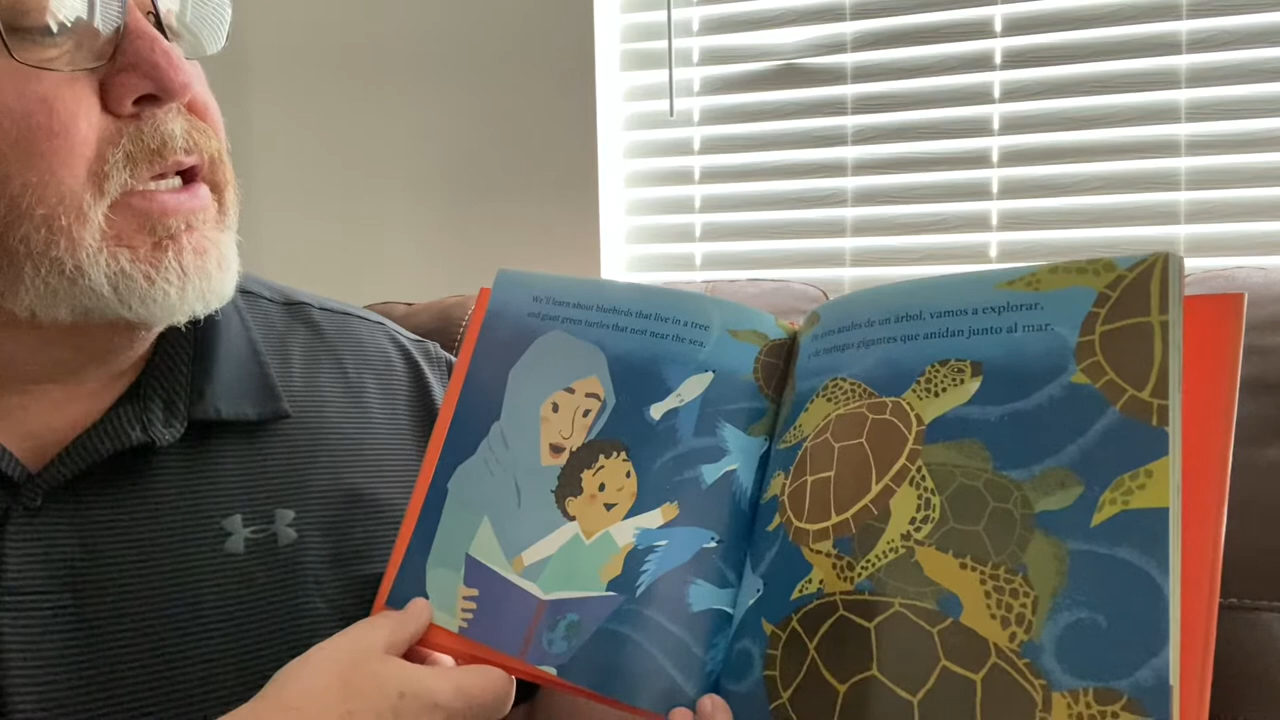 We'll learn about bluebirds that live in a tree
and giant green turtles that nest near the sea.
De aves azules de un árbol, vamos a explorar,
y de tortugas gigantes que anidan junto al mar.